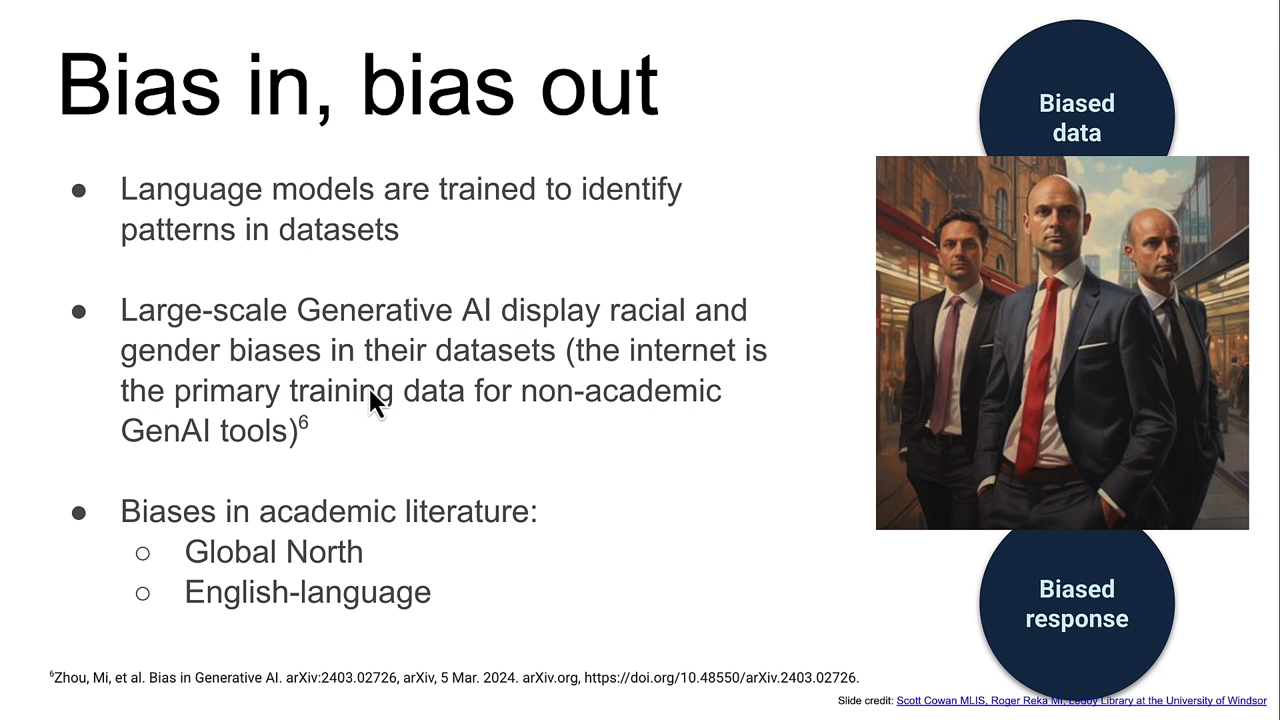 Bias in, bias out
● Language models are trained to identify
patterns in datasets
● Large-scale Generative AI display racial and
gender biases in their datasets (the internet is
the primary training data for non-academic
GenAI tools)⁶
● Biases in academic literature:
○ Global North
○ English-language
Biased
data
Biased
response
⁶Zhou, Mi, et al. Bias in Generative AI. arXiv:2403.02726, arXiv, 5 Mar. 2024. arXiv.org, https://doi.org/10.48550/arXiv.2403.02726.
Slide credit: Scott Cowan MLIS, Roger Reka MI, Leddy Library at the University of Windsor